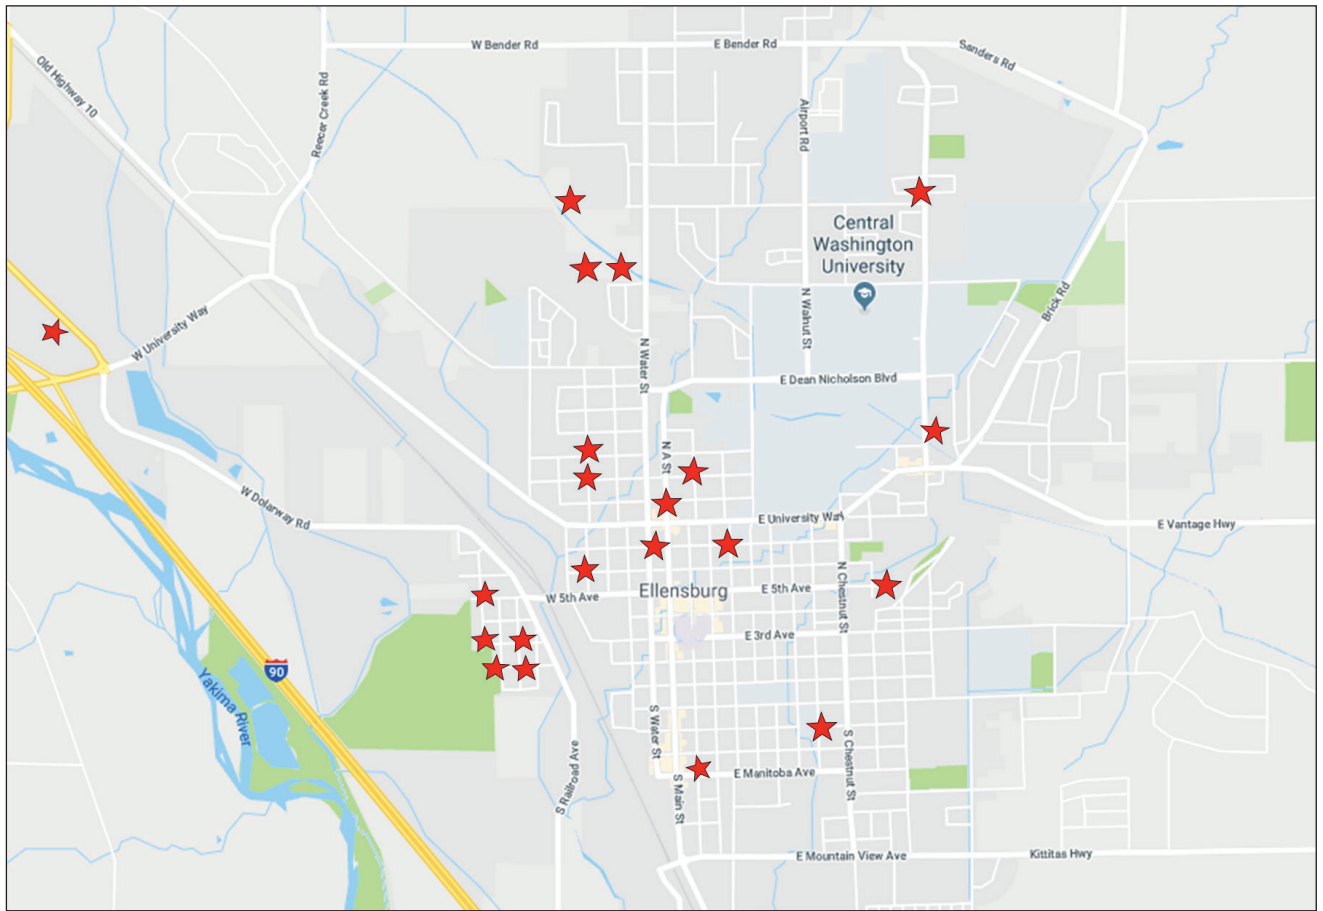 W Bender Rd
E Bender Rd
Sanders Rd
Old Highway 10
Reecer Creek Rd
Airport Rd
Central
Washington
University
W University Way
N Walnut St
Brick Rd
N Water St
E Dean Nicholson Blvd
N A St
W Dolarway Rd
E University Way
E Vantage Hwy
W 5th Ave
Ellensburg
E 5th Ave
N Chestnut St
E 3rd Ave
90
Yakima River
S Water St
S Railroad Ave
S Main St
E Manitoba Ave
S Chestnut St
E Mountain View Ave
Kittitas Hwy